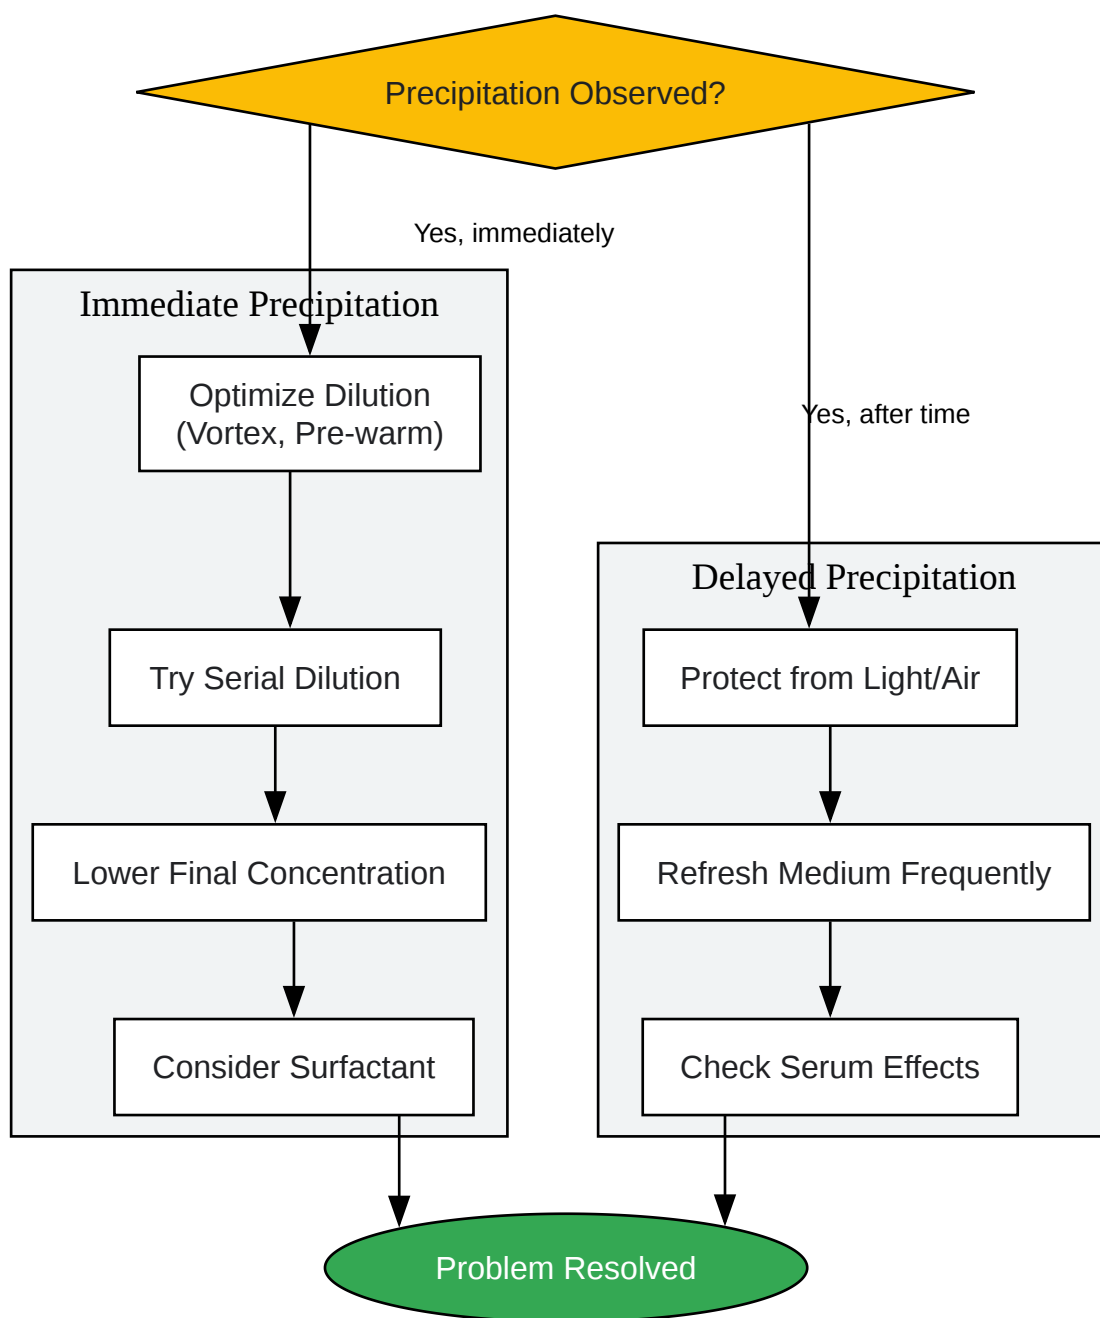 Precipitation Observed?
Yes, immediately
Immediate Precipitation
Optimize Dilution
(Vortex, Pre-warm)
Try Serial Dilution
Lower Final Concentration
Consider Surfactant
Yes, after time
Delayed Precipitation
Protect from Light/Air
Refresh Medium Frequently
Check Serum Effects
Problem Resolved